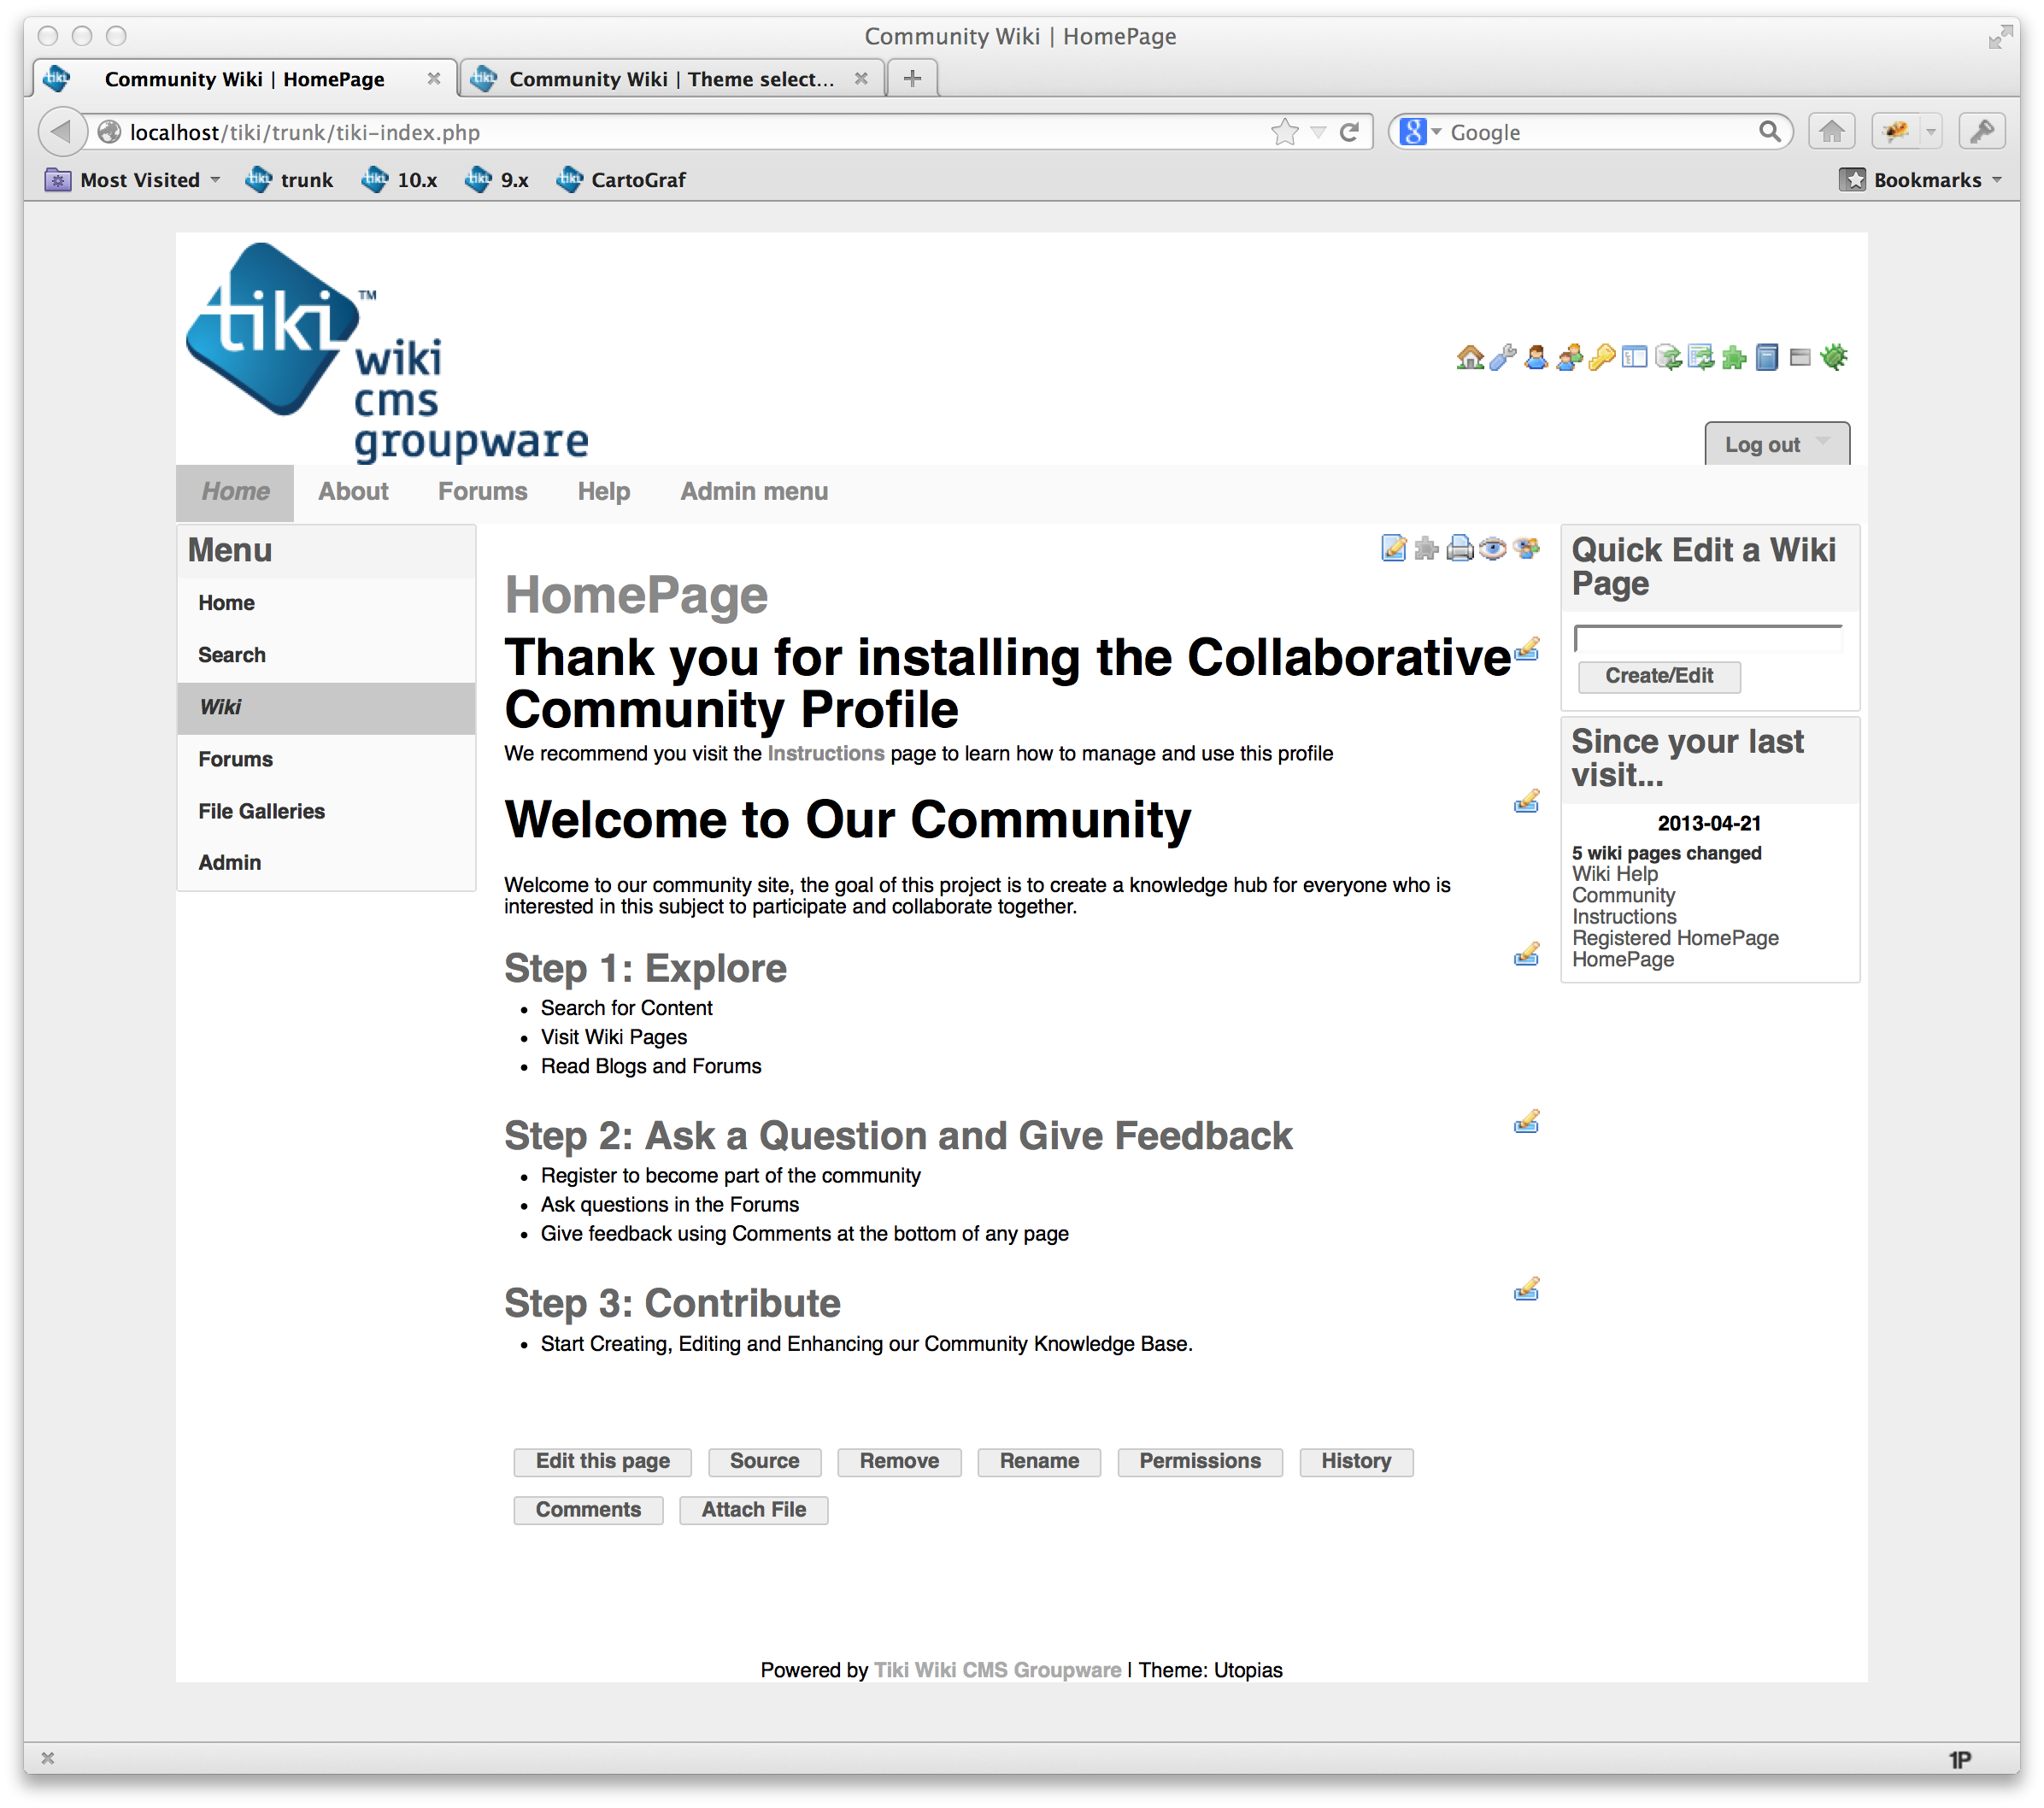 Community Wiki | HomePage
Community Wiki | HomePage
Community Wiki | Theme select...
localhost/tiki/trunk/tiki-index.php
Google
Most Visited
trunk
10.x
9.x
CartoGraf
Bookmarks
tiki™
wiki
cms
groupware
Log out
Home
About
Forums
Help
Admin menu
Menu
Home
Search
Wiki
Forums
File Galleries
Admin
HomePage
Thank you for installing the Collaborative
Community Profile
We recommend you visit the Instructions page to learn how to manage and use this profile
Welcome to Our Community
Welcome to our community site, the goal of this project is to create a knowledge hub for everyone who is
interested in this subject to participate and collaborate together.
Step 1: Explore
• Search for Content
• Visit Wiki Pages
• Read Blogs and Forums
Step 2: Ask a Question and Give Feedback
• Register to become part of the community
• Ask questions in the Forums
• Give feedback using Comments at the bottom of any page
Step 3: Contribute
• Start Creating, Editing and Enhancing our Community Knowledge Base.
Edit this page
Source
Remove
Rename
Permissions
History
Comments
Attach File
Quick Edit a Wiki
Page
Create/Edit
Since your last
visit...
2013-04-21
5 wiki pages changed
Wiki Help
Community
Instructions
Registered HomePage
HomePage
Powered by Tiki Wiki CMS Groupware | Theme: Utopias
1P